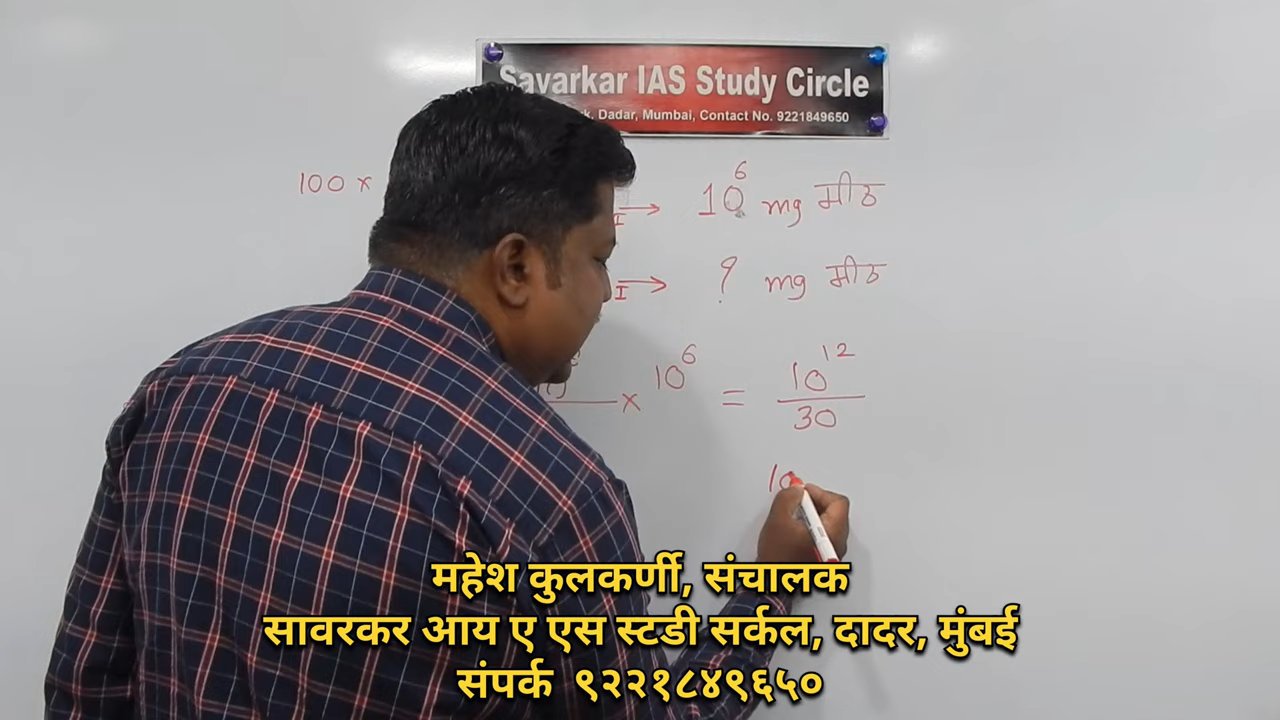 Savarkar IAS Study Circle
Dadar, Mumbai, Contact No. 9221849650
100 × I → 10⁶ mg मीठ
I → ? mg मीठ
× 10⁶ = 10¹² / 30
10
महेश कुलकर्णी, संचालक
सावरकर आय ए एस स्टडी सर्कल, दादर, मुंबई
संपर्क ९२२१८४९६५०